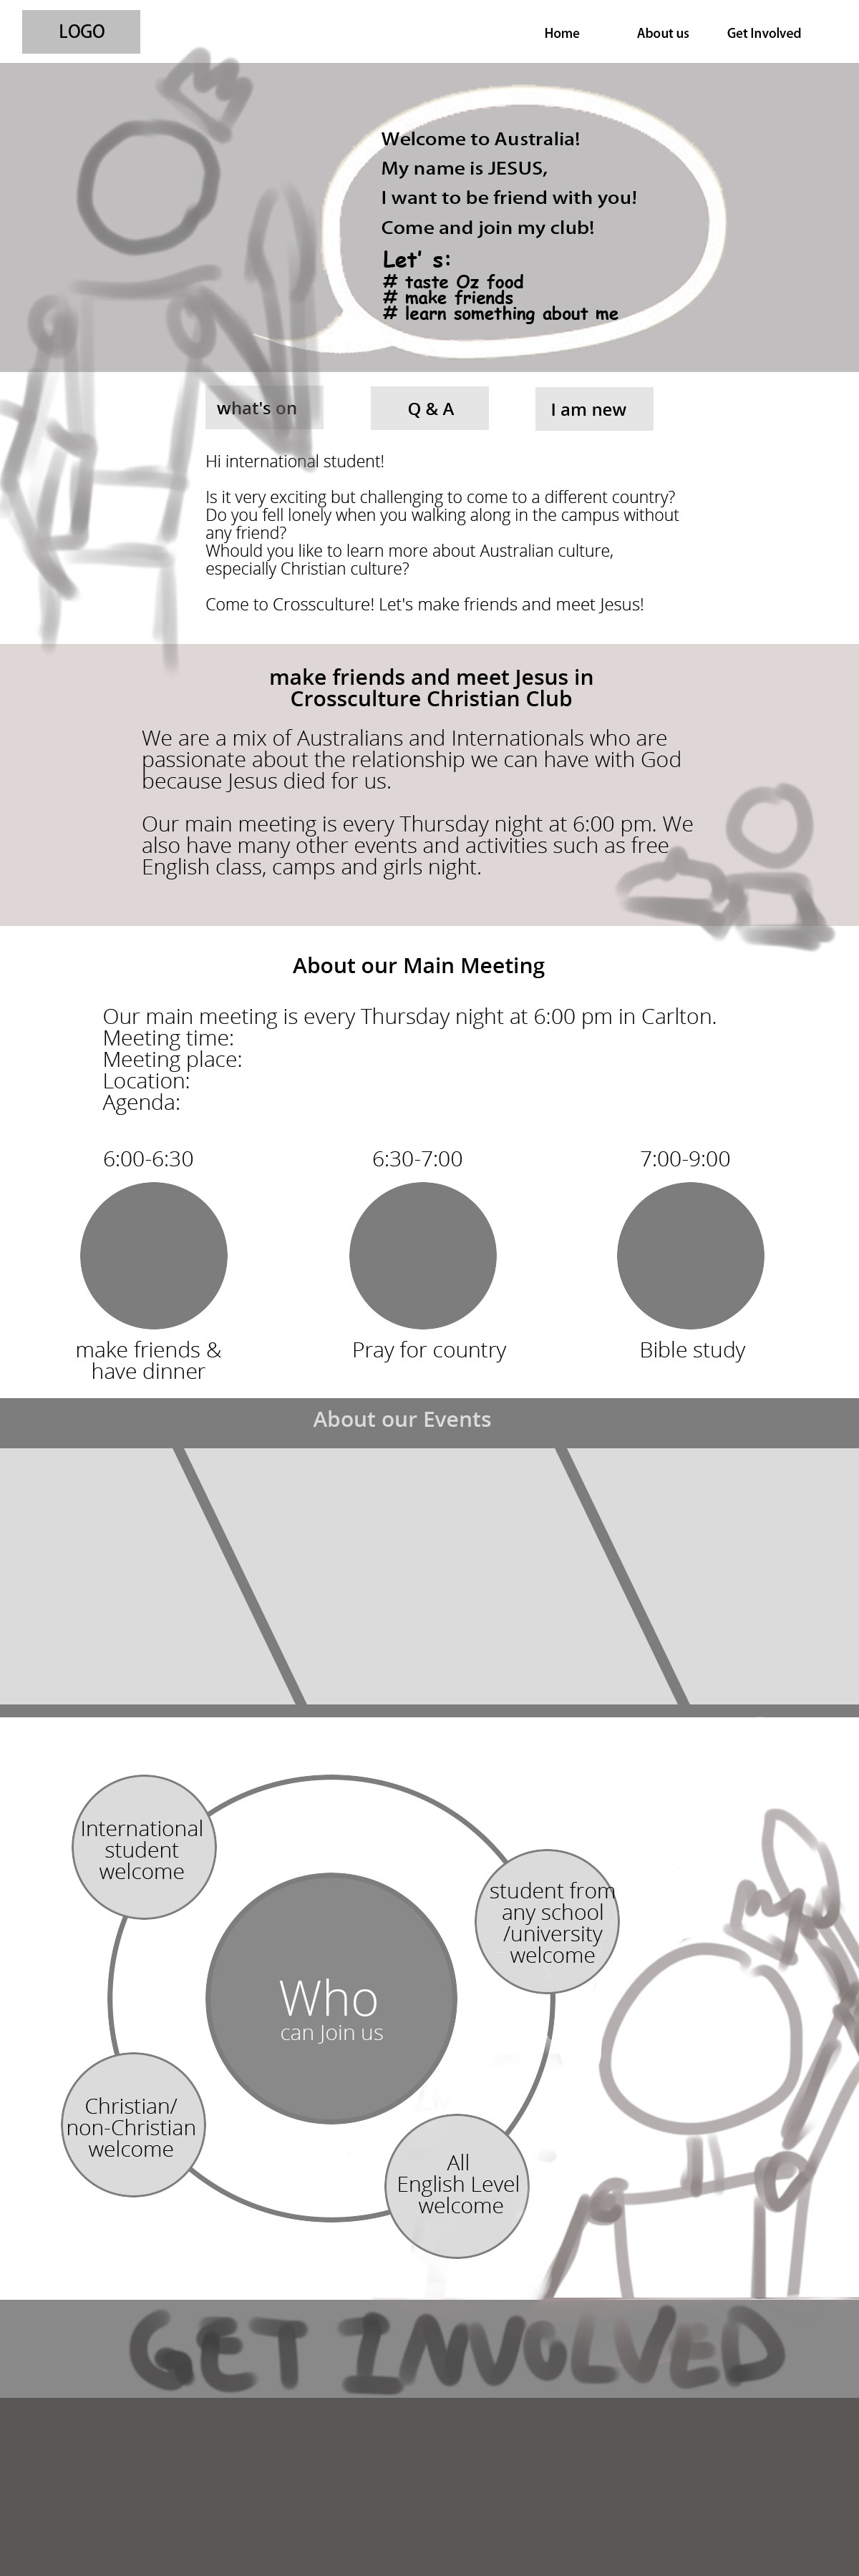 LOGO
Home About us Get Involved
Welcome to Australia!
My name is JESUS,
I want to be friend with you!
Come and join my club!
Let' s:
# taste Oz food
# make friends
# learn something about me
what's on Q & A I am new
Hi international student!
Is it very exciting but challenging to come to a different country?
Do you fell lonely when you walking along in the campus without
any friend?
Whould you like to learn more about Australian culture,
especially Christian culture?
Come to Crossculture! Let's make friends and meet Jesus!
make friends and meet Jesus in
Crossculture Christian Club
We are a mix of Australians and Internationals who are
passionate about the relationship we can have with God
because Jesus died for us.
Our main meeting is every Thursday night at 6:00 pm. We
also have many other events and activities such as free
English class, camps and girls night.
About our Main Meeting
Our main meeting is every Thursday night at 6:00 pm in Carlton.
Meeting time:
Meeting place:
Location:
Agenda:
6:00-6:30 6:30-7:00 7:00-9:00
make friends &
have dinner
Pray for country
Bible study
About our Events
International
student
welcome
student from
any school
/university
welcome
Who
can Join us
Christian/
non-Christian
welcome
All
English Level
welcome
GET INVOLVED